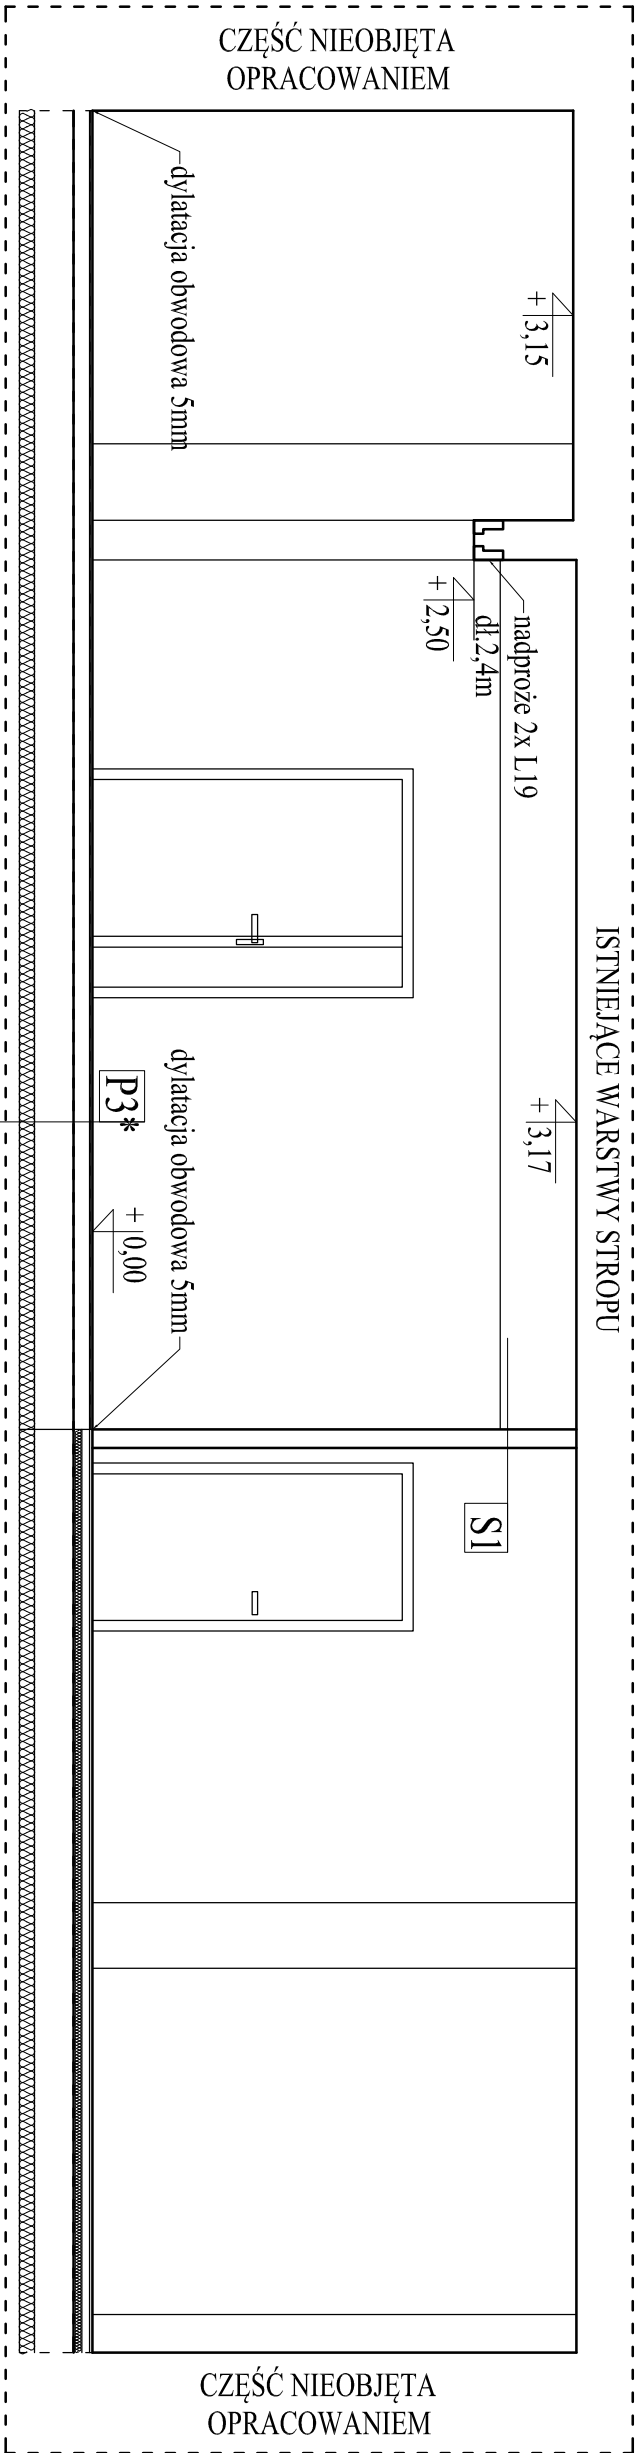 CZĘŚĆ NIEOBJĘTA
OPRACOWANIEM
dylatacja obwodowa 5mm
+ 3,15
nadproże 2x L19
dł.2,4m
+ 2,50
ISTNIEJĄCE WARSTWY STROPU
+ 3,17
P3*
dylatacja obwodowa 5mm
+ 0,00
S1
CZĘŚĆ NIEOBJĘTA
OPRACOWANIEM